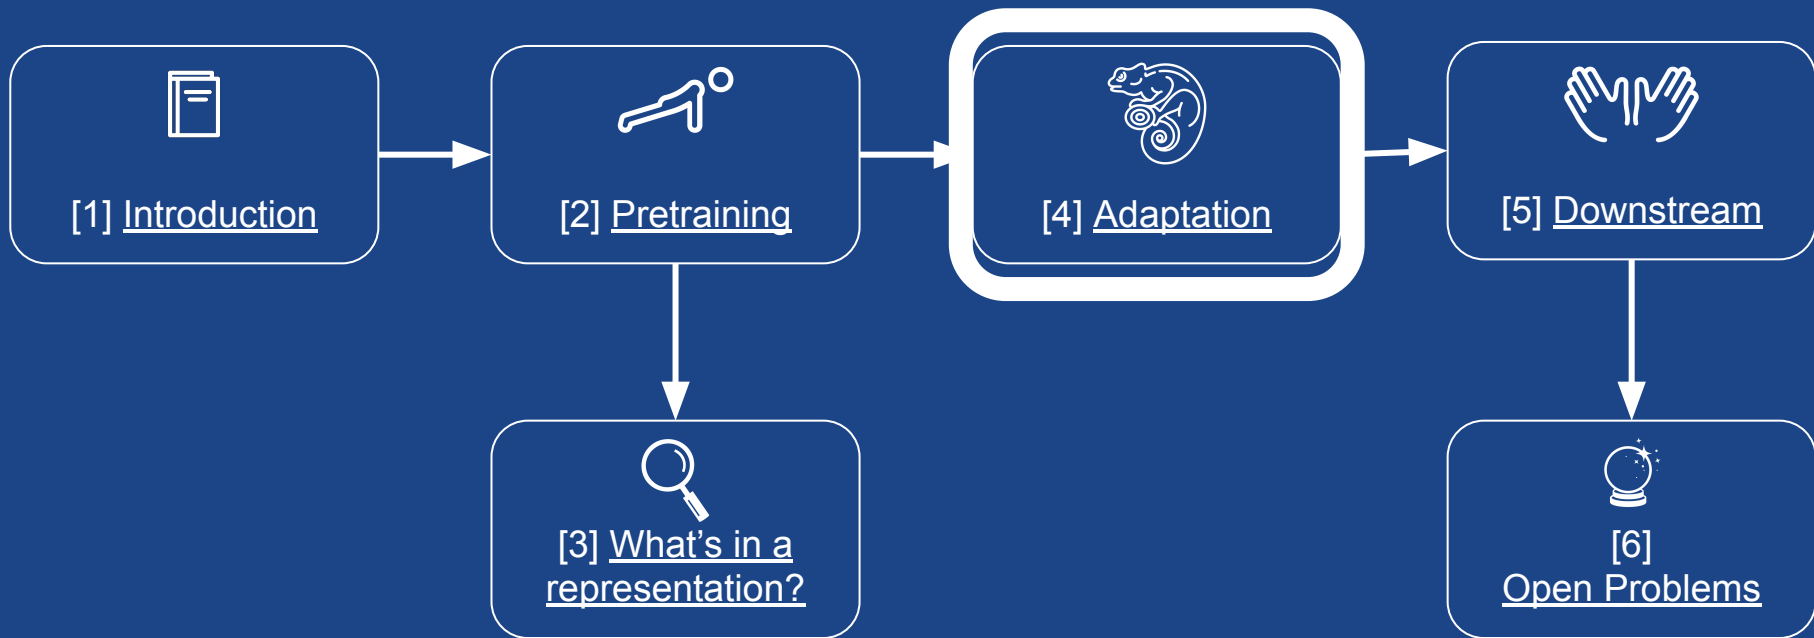 [1] Introduction
[2] Pretraining
[4] Adaptation
[5] Downstream
[3] What's in a
representation?
[6]
Open Problems